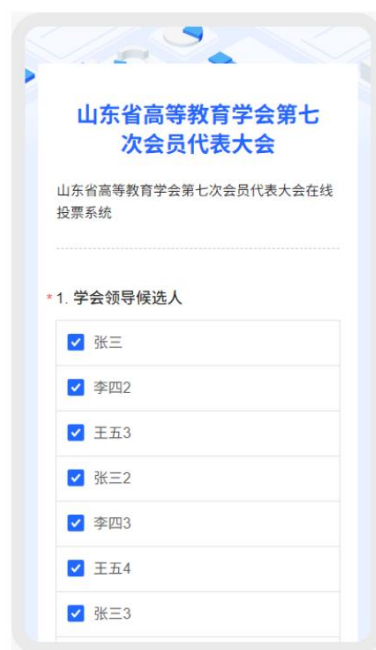 山东省高等教育学会第七
次会员代表大会
山东省高等教育学会第七次会员代表大会在线
投票系统
* 1. 学会领导候选人
张三
李四2
王五3
张三2
李四3
王五4
张三3